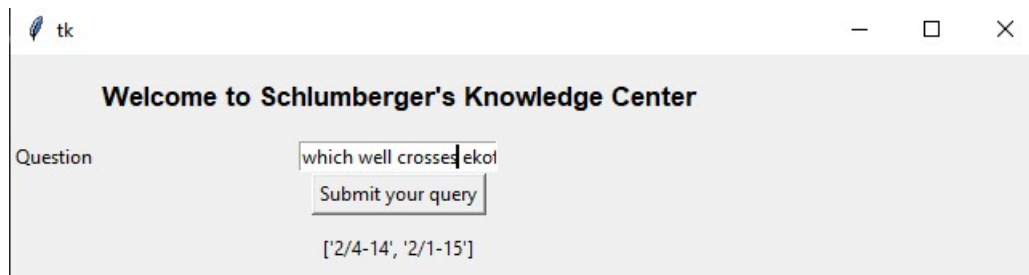 tk
Welcome to Schlumberger's Knowledge Center
Question which well crosses ekof
Submit your query
['2/4-14', '2/1-15']